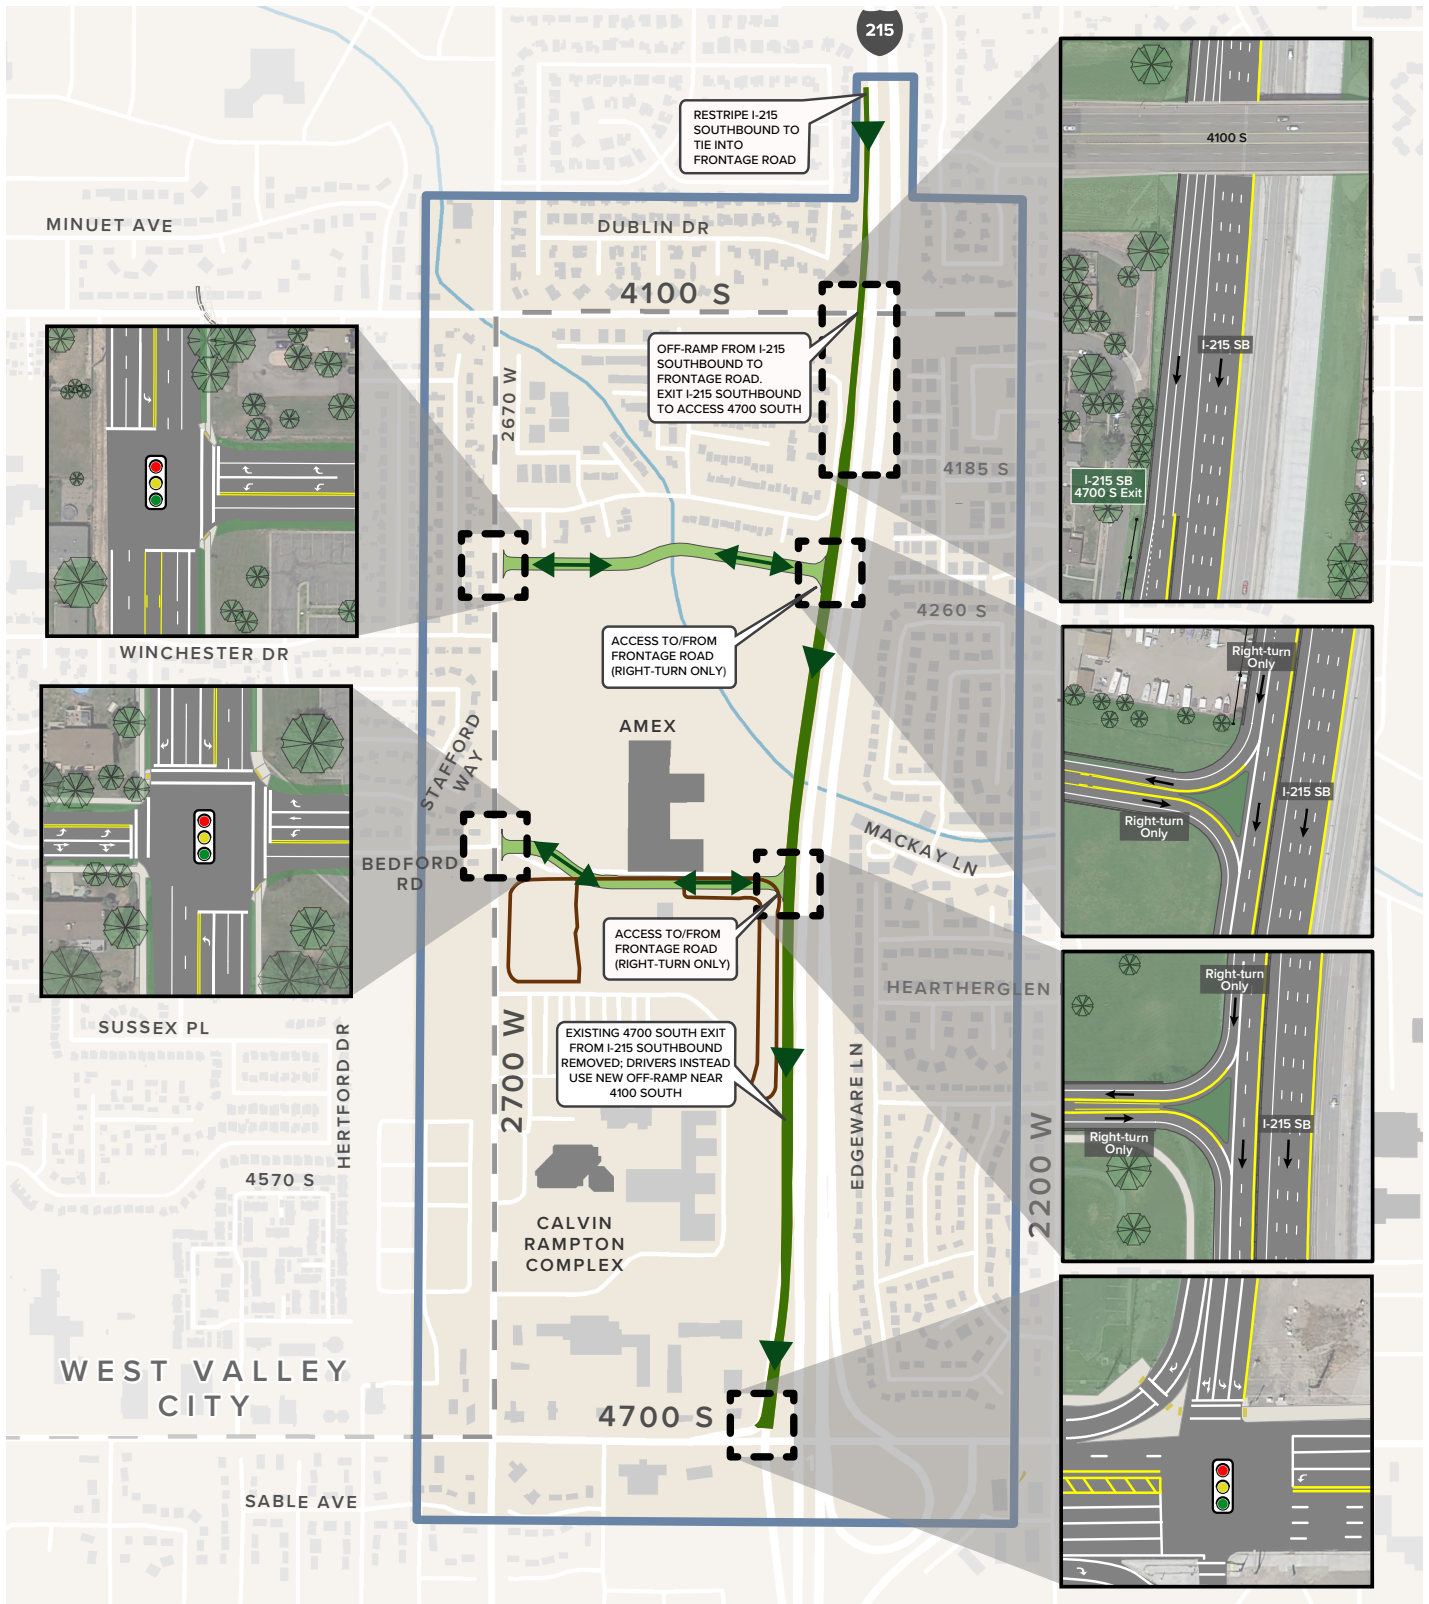 215
RESTRIPE I-215
SOUTHBOUND TO
TIE INTO
FRONTAGE ROAD
4100 S
MINUET AVE
DUBLIN DR
4100 S
OFF-RAMP FROM I-215
SOUTHBOUND TO
FRONTAGE ROAD.
EXIT I-215 SOUTHBOUND
TO ACCESS 4700 SOUTH
I-215 SB
2670 W
4185 S
I-215 SB
4700 S Exit
4260 S
ACCESS TO/FROM
FRONTAGE ROAD
(RIGHT-TURN ONLY)
WINCHESTER DR
Right-turn
Only
AMEX
STAFFORD
WAY
I-215 SB
Right-turn
Only
MACKAY LN
BEDFORD
RD
ACCESS TO/FROM
FRONTAGE ROAD
(RIGHT-TURN ONLY)
Right-turn
Only
HEARTHERGLEN
SUSSEX PL
HERTFORD DR
2700 W
EXISTING 4700 SOUTH EXIT
FROM I-215 SOUTHBOUND
REMOVED; DRIVERS INSTEAD
USE NEW OFF-RAMP NEAR
4100 SOUTH
EDGEWARE LN
2200 W
I-215 SB
Right-turn
Only
4570 S
CALVIN
RAMPTON
COMPLEX
WEST VALLEY
CITY
4700 S
SABLE AVE